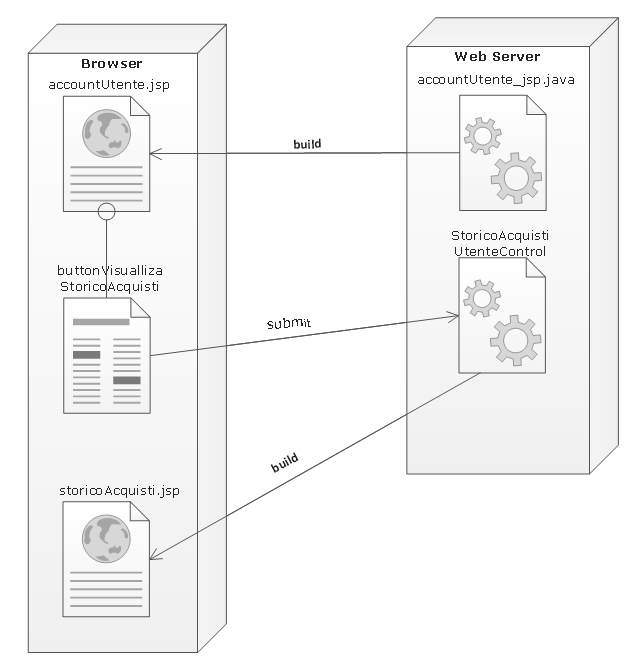 Browser
accountUtente.jsp
buttonVisualliza
StoricoAcquisti
storicoAcquisti.jsp
build
submit
build
Web Server
accountUtente_jsp.java
StoricoAcquisti
UtenteControl